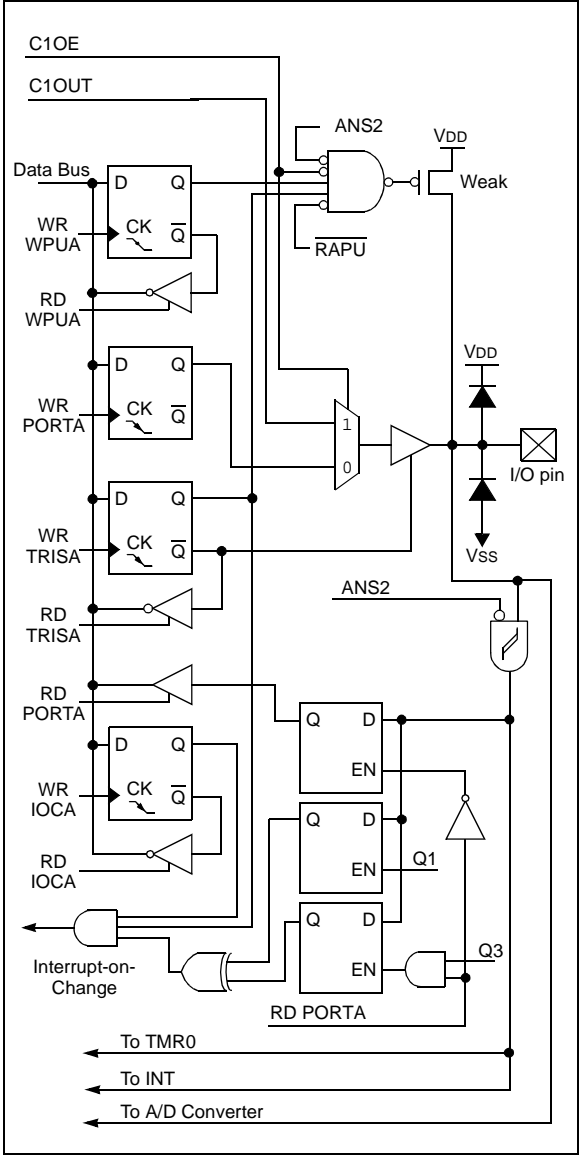 C1OE
C1OUT
ANS2
VDD
Weak
RAPU
Data Bus
D Q
CK Q
WR
WPUA
RD
WPUA
D Q
CK Q
WR
PORTA
VDD
1
0
I/O pin
VSS
D Q
CK Q
WR
TRISA
RD
TRISA
ANS2
RD
PORTA
Q D
EN
D Q
CK Q
WR
IOCA
RD
IOCA
Q D
EN
Q1
Q D
EN
Q3
Interrupt-on-
Change
RD PORTA
To TMR0
To INT
To A/D Converter